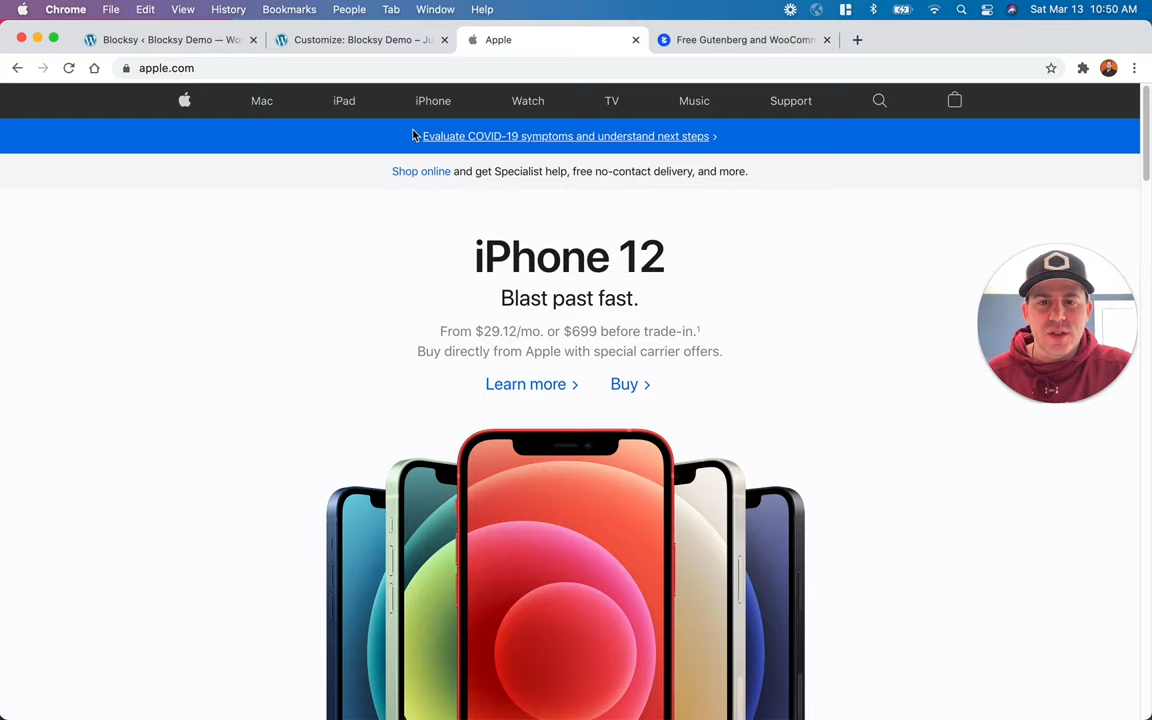 Chrome File Edit View History Bookmarks People Tab Window Help Sat Mar 13 10:50 AM
Blocksy ‹ Blocksy Demo — Wor Customize: Blocksy Demo – Ju Apple Free Gutenberg and WooComm
apple.com
Mac iPad iPhone Watch TV Music Support
Evaluate COVID-19 symptoms and understand next steps ›
Shop online and get Specialist help, free no-contact delivery, and more.
iPhone 12
Blast past fast.
From $29.12/mo. or $699 before trade-in.¹
Buy directly from Apple with special carrier offers.
Learn more › Buy ›